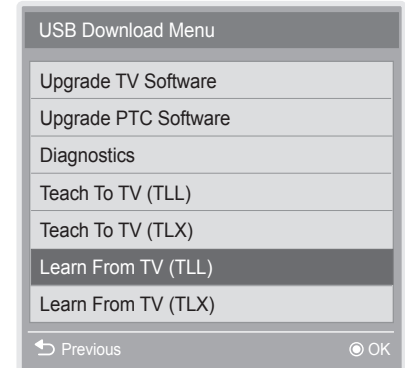 USB Download Menu
Upgrade TV Software
Upgrade PTC Software
Diagnostics
Teach To TV (TLL)
Teach To TV (TLX)
Learn From TV (TLL)
Learn From TV (TLX)
Previous OK